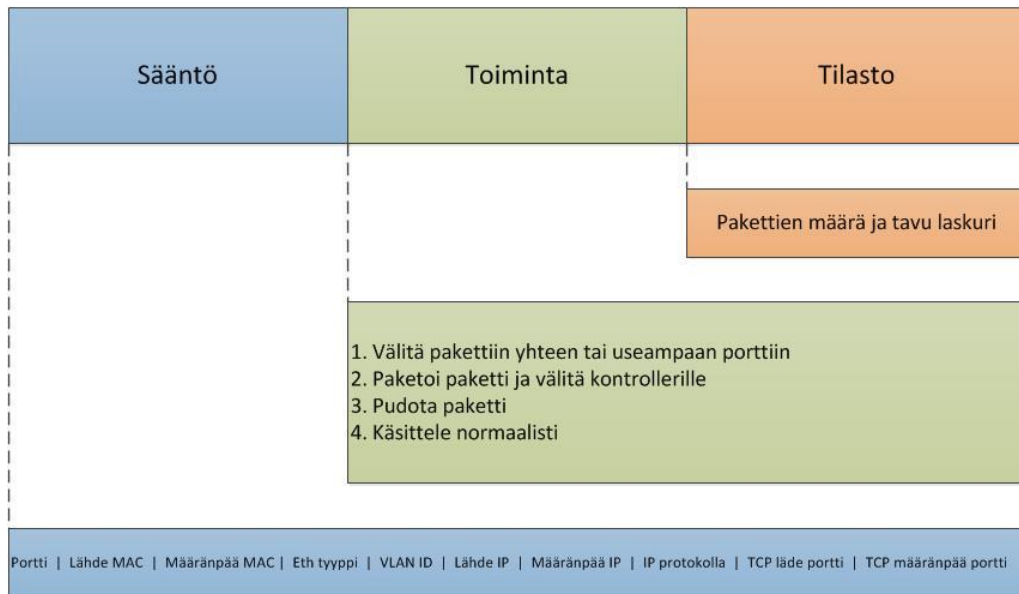 Sääntö
Toiminta
Tilasto
Pakettien määrä ja tavu laskuri
1. Välitä pakettiin yhteen tai useampaan porttiin
2. Paketoi paketti ja välitä kontrollerille
3. Pudota paketti
4. Käsittele normaalisti
Portti | Lähde MAC | Määränpää MAC | Eth tyyppi | VLAN ID | Lähde IP | Määränpää IP | IP protokolla | TCP läde portti | TCP määränpää portti